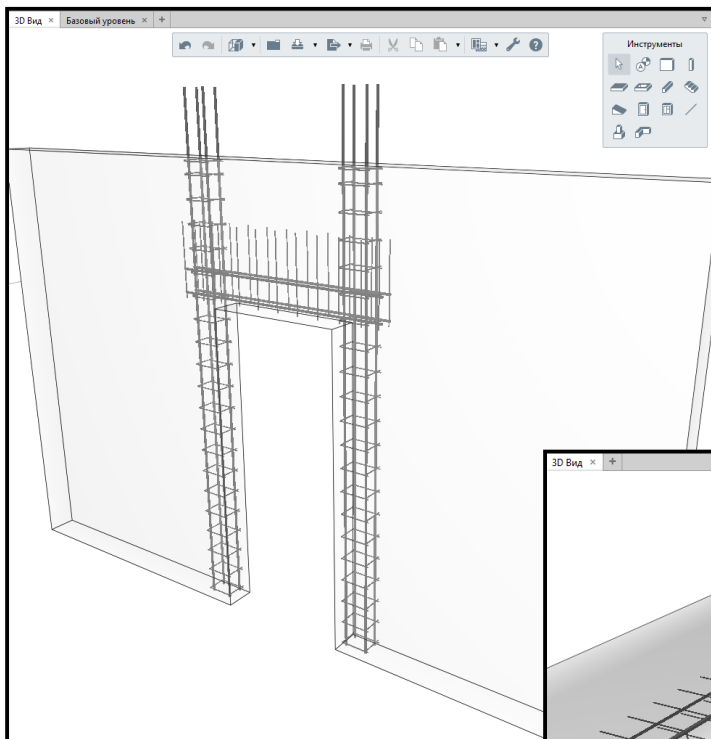 3D Вид × Базовый уровень × +
Инструменты
3D Вид × +